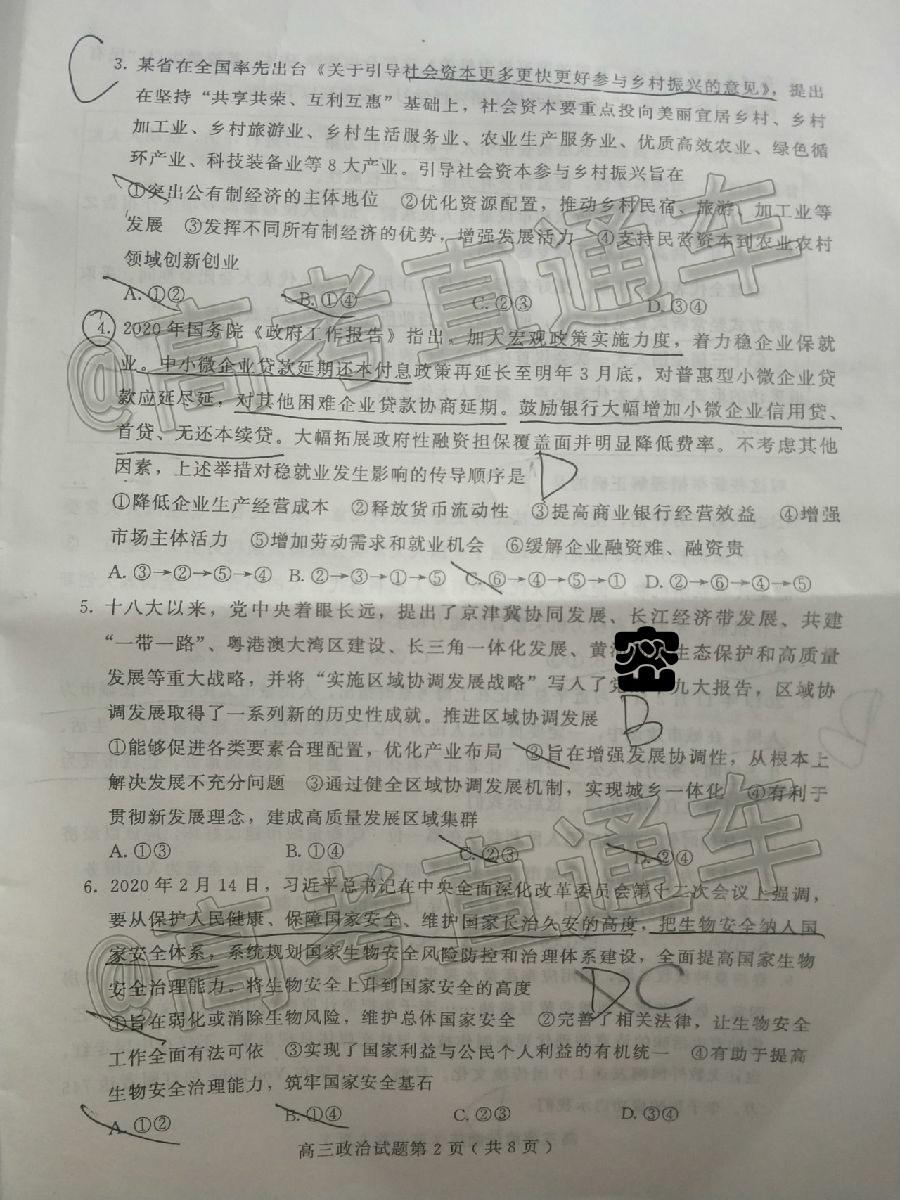 C
3. 某省在全国率先出台《关于引导社会资本更多更快更好参与乡村振兴的意见》，提出
在坚持“共享共荣、互利互惠”基础上，社会资本要重点投向美丽宜居乡村、乡村
加工业、乡村旅游业、乡村生活服务业、农业生产服务业、优质高效农业、绿色循
环产业、科技装备业等 8 大产业。引导社会资本参与乡村振兴旨在
①突出公有制经济的主体地位 ②优化资源配置，推动乡村民宿、旅游、加工业等
发展 ③发挥不同所有制经济的优势，增强发展活力 ④支持民营资本到农业农村
领域创新创业
A. ①② B. ①④ C. ②③ D. ③④
4. 2020 年国务院《政府工作报告》指出，加大宏观政策实施力度，着力稳企业保就
业。中小微企业贷款延期还本付息政策再延长至明年 3 月底，对普惠型小微企业贷
款应延尽延，对其他困难企业贷款协商延期。鼓励银行大幅增加小微企业信用贷、
首贷、无还本续贷。大幅拓展政府性融资担保覆盖面并明显降低费率。不考虑其他
因素，上述举措对稳就业发生影响的传导顺序是 D
①降低企业生产经营成本 ②释放货币流动性 ③提高商业银行经营效益 ④增强
市场主体活力 ⑤增加劳动需求和就业机会 ⑥缓解企业融资难、融资贵
A. ③→②→⑤→④ B. ②→③→①→⑤ C. ⑥→④→⑤→① D. ②→⑥→④→⑤
5. 十八大以来，党中央着眼长远，提出了京津冀协同发展、长江经济带发展、共建
“一带一路”、粤港澳大湾区建设、长三角一体化发展、黄 密 生态保护和高质量
发展等重大战略，并将“实施区域协调发展战略”写入了党 九大报告，区域协
调发展取得了一系列新的历史性成就。推进区域协调发展 B
①能够促进各类要素合理配置，优化产业布局 ②旨在增强发展协调性，从根本上
解决发展不充分问题 ③通过健全区域协调发展机制，实现城乡一体化 ④有利于
贯彻新发展理念，建成高质量发展区域集群
A. ①③ B. ①④ C. ②③ D. ②④
6. 2020 年 2 月 14 日，习近平总书记在中央全面深化改革委员会第十二次会议上强调，
要从保护人民健康、保障国家安全、维护国家长治久安的高度，把生物安全纳入国
家安全体系，系统规划国家生物安全风险防控和治理体系建设，全面提高国家生物
安全治理能力。将生物安全上升到国家安全的高度 D C
①旨在弱化或消除生物风险，维护总体国家安全 ②完善了相关法律，让生物安全
工作全面有法可依 ③实现了国家利益与公民个人利益的有机统一 ④有助于提高
生物安全治理能力，筑牢国家安全基石
A. ①② B. ①④ C. ②③ D. ③④
高三政治试题第 2 页（共 8 页）
@高考直通车
@高考直通车